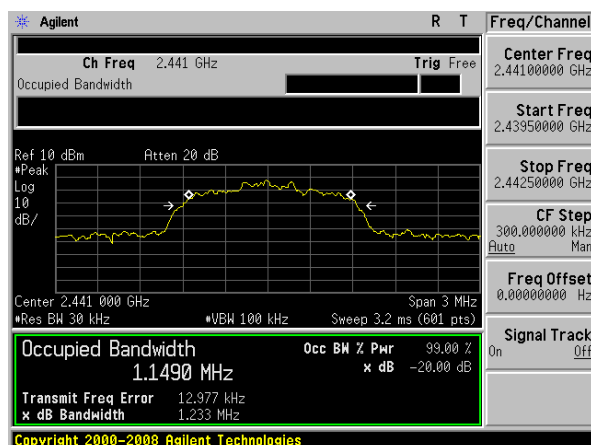 Agilent R T Freq/Channel
Ch Freq 2.441 GHz Trig Free
Occupied Bandwidth
Center Freq
2.44100000 GHz
Start Freq
2.43950000 GHz
Stop Freq
2.44250000 GHz
CF Step
300.000000 kHz
Auto Man
Freq Offset
0.00000000 Hz
Signal Track
On Off
Ref 10 dBm Atten 20 dB
#Peak
Log
10
dB/
Center 2.441 000 GHz Span 3 MHz
#Res BW 30 kHz #VBW 100 kHz Sweep 3.2 ms (601 pts)
Occupied Bandwidth Occ BW % Pwr 99.00 %
1.1490 MHz x dB -20.00 dB
Transmit Freq Error 12.977 kHz
x dB Bandwidth 1.233 MHz
Copyright 2000-2008 Agilent Technologies